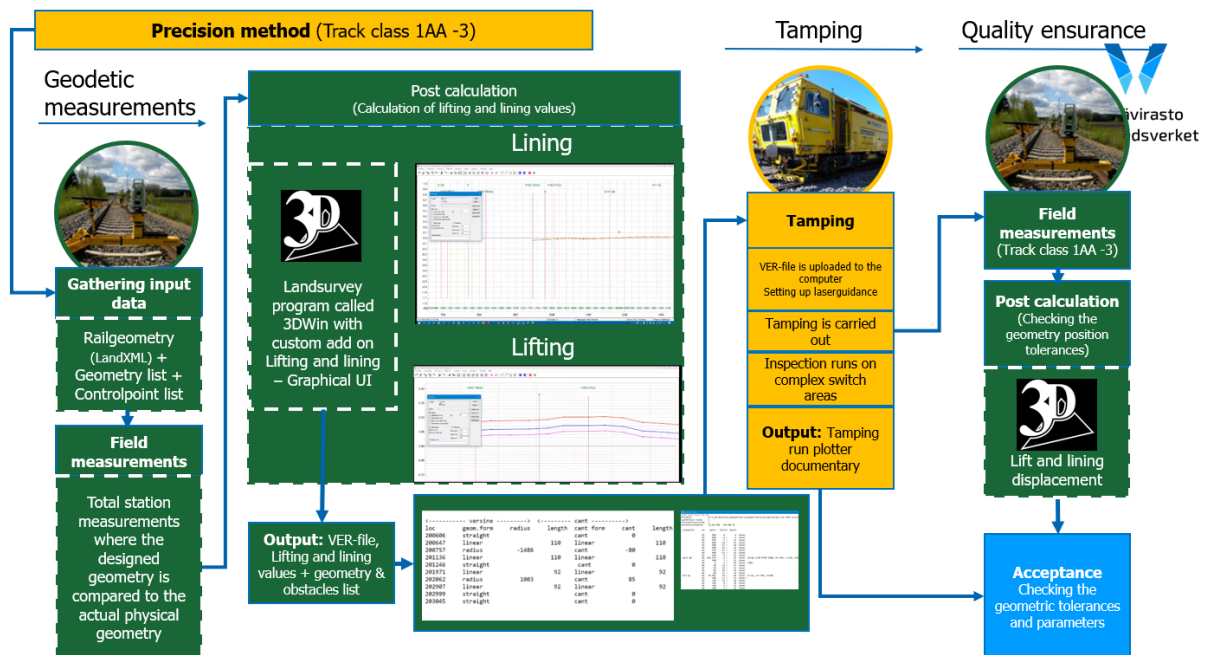 Precision method (Track class 1AA -3)
Geodetic
measurements
Gathering input
data
Railgeometry
(LandXML) +
Geometry list +
Controlpoint list
Field
measurements
Total station
measurements
where the
designed
geometry is
compared to the
actual physical
geometry
Post calculation
(Calculation of lifting and lining values)
Lining
3D
Landsurvey
program called
3DWin with
custom add on
Lifting and lining
– Graphical UI
Lifting
Output: VER-file,
Lifting and lining
values + geometry &
obstacles list
<---------- versine ----------> <---------- cant ---------->
loc geom.form radius length cant form cant length
200606 straight cant 0
200647 linear 110 linear 110
200757 radius -1486 cant -80
201136 linear 110 linear 110
201246 straight cant 0
201971 linear 92 linear 92
202062 radius 1003 cant 85
202907 linear 92 linear 92
202999 straight cant 0
203045 straight cant 0
Tamping
Tamping
VER-file is uploaded to the
computer
Setting up laserguidance
Tamping is carried
out
Inspection runs on
complex switch
areas
Output: Tamping
run plotter
documentary
Quality ensurance
ävirasto
dsverket
Field
measurements
(Track class 1AA -3)
Post calculation
(Checking the
geometry position
tolerances)
3D
Lift and lining
displacement
Acceptance
Checking the
geometric tolerances
and parameters